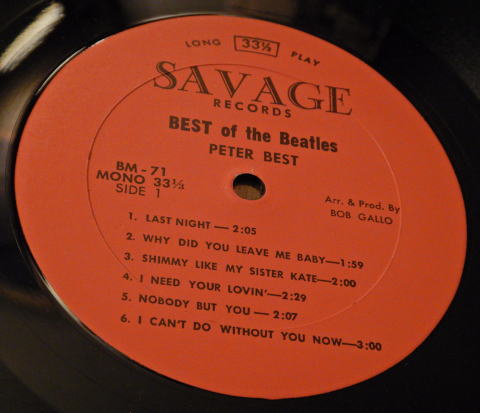 LONG 33⅓ PLAY
SAVAGE
RECORDS
BEST of the Beatles
PETER BEST
BM-71
MONO 33⅓
SIDE 1
Arr. & Prod. By
BOB GALLO
1. LAST NIGHT — 2:05
2. WHY DID YOU LEAVE ME BABY—1:59
3. SHIMMY LIKE MY SISTER KATE—2:00
4. I NEED YOUR LOVIN'—2:29
5. NOBODY BUT YOU — 2:07
6. I CAN'T DO WITHOUT YOU NOW—3:00